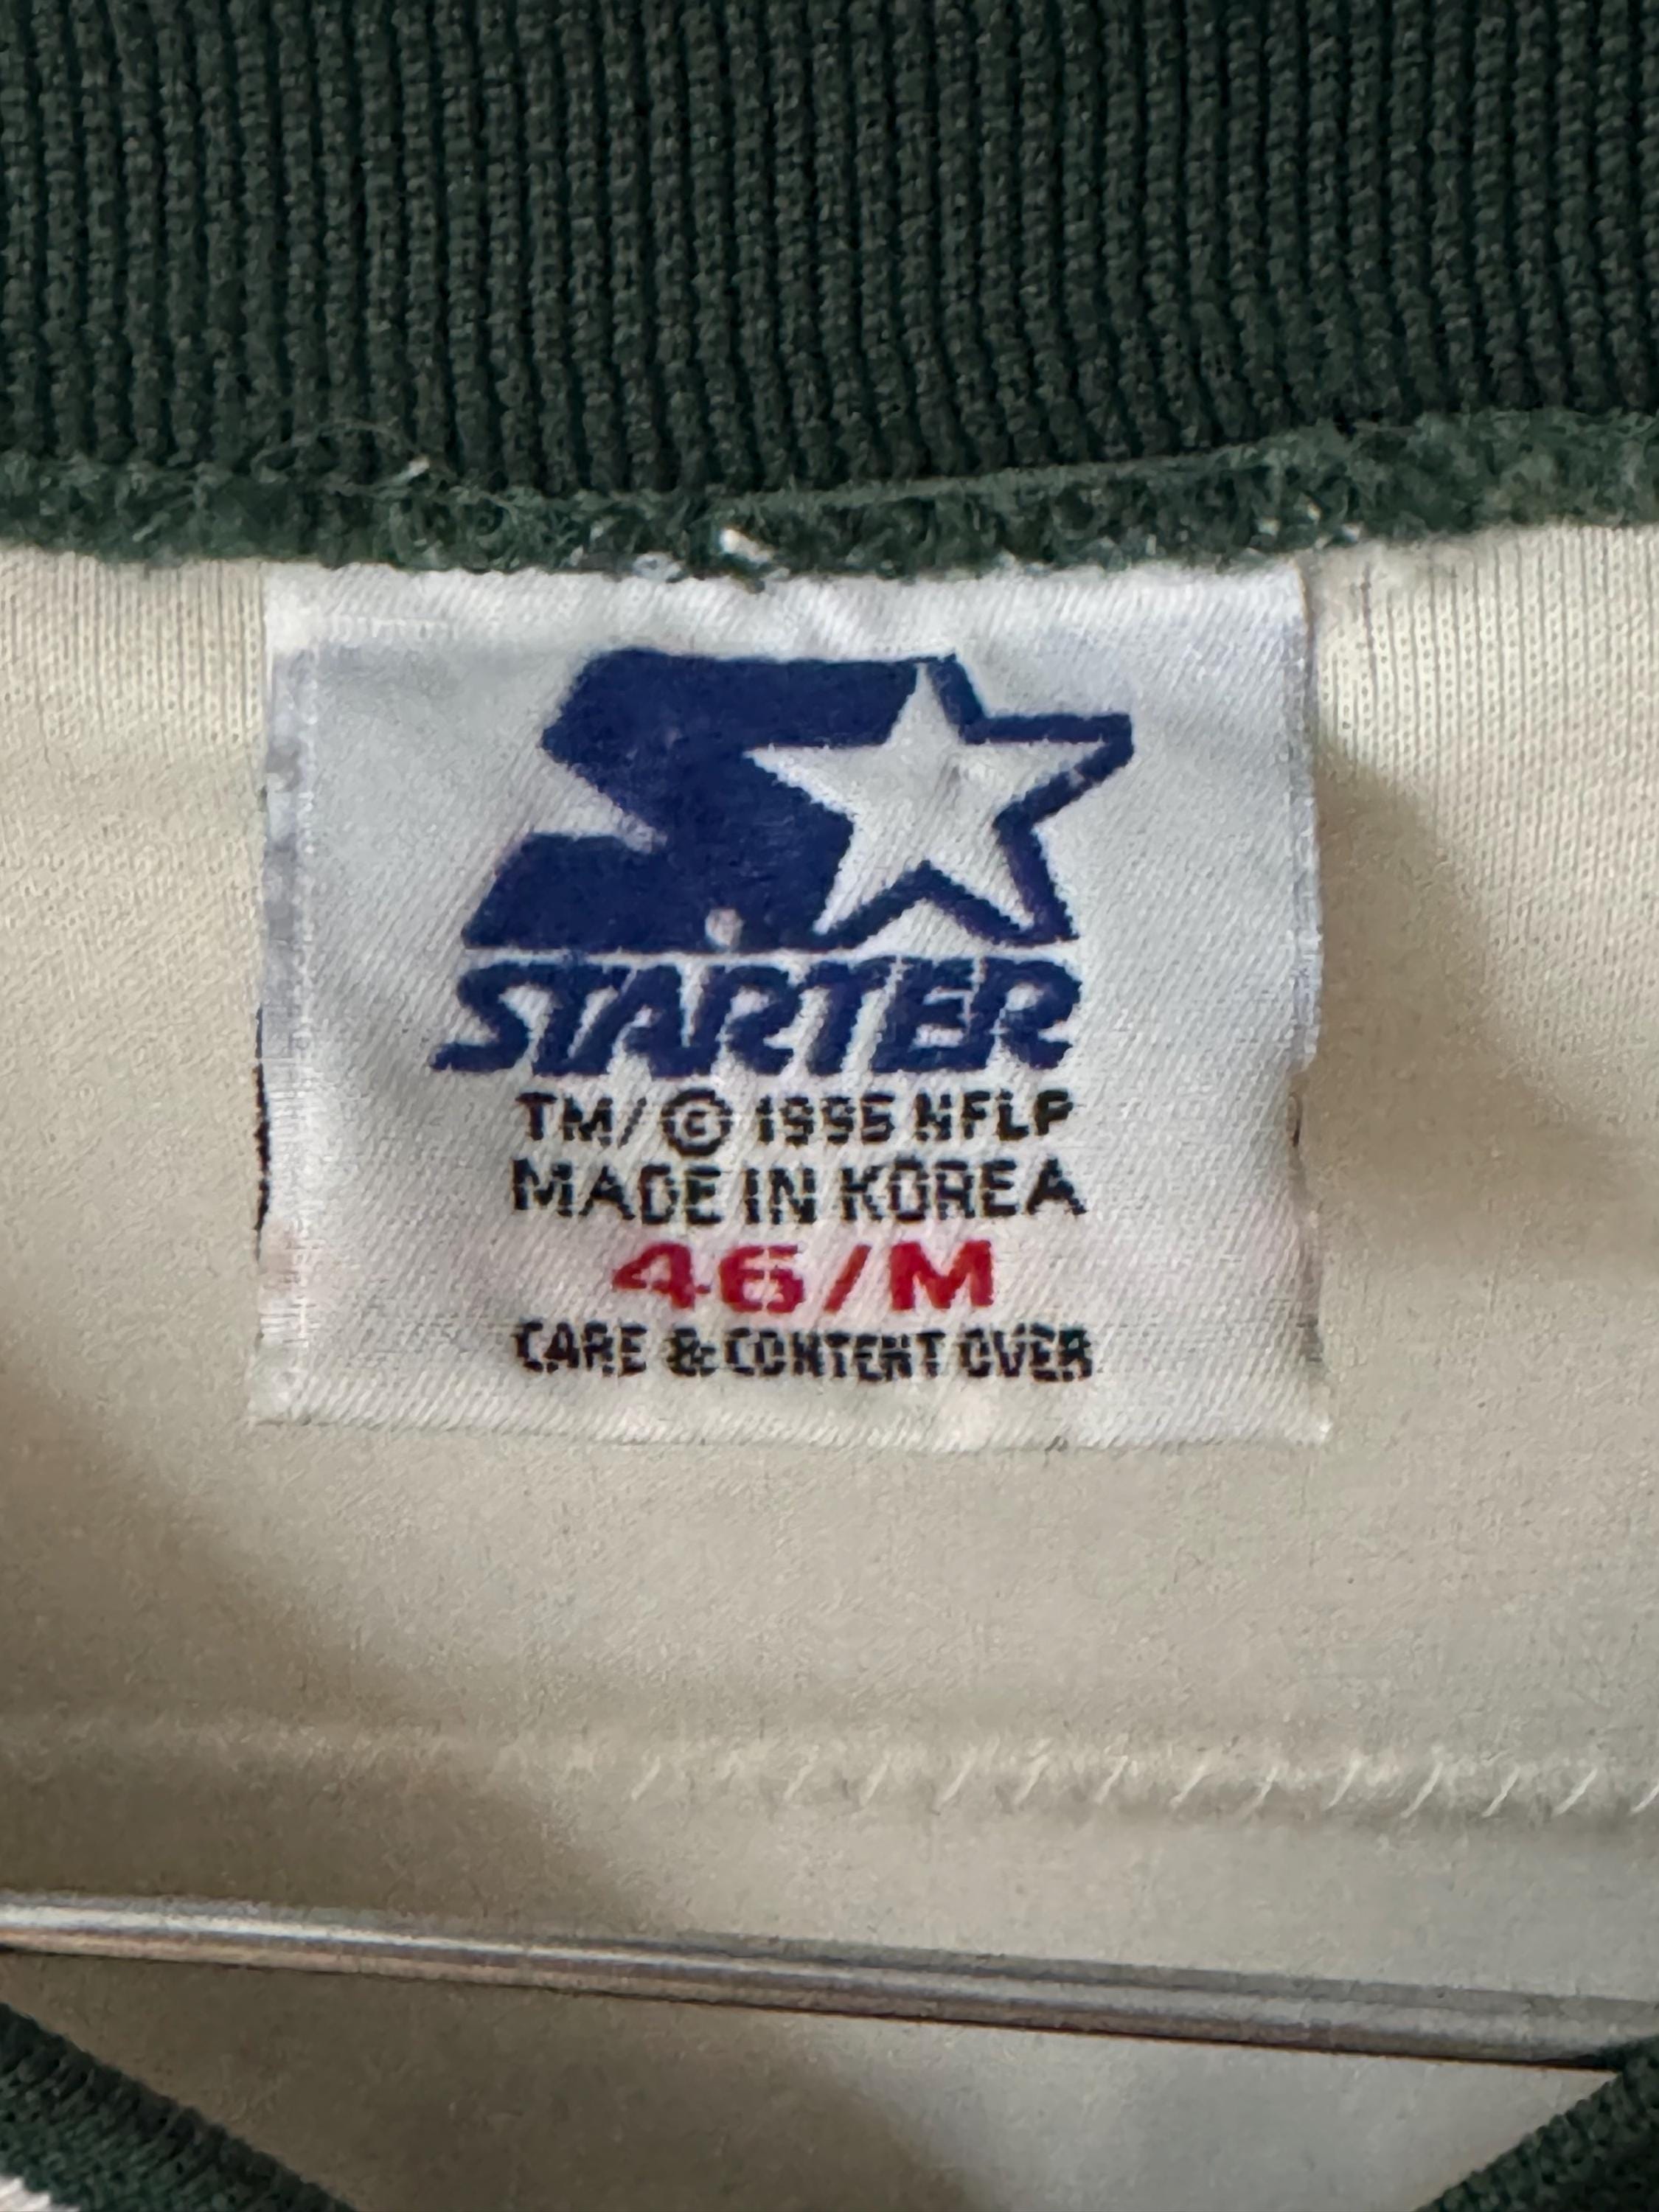 STARTER
TM/© 1995 NFLP
MADE IN KOREA
46/M
CARE & CONTENT OVER